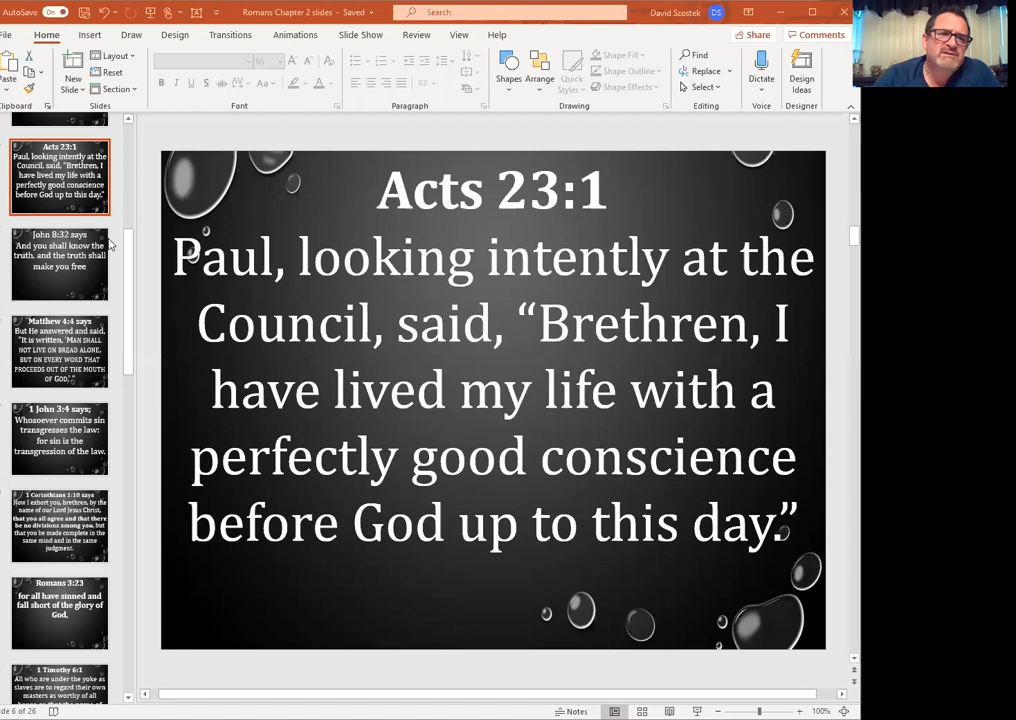 AutoSave On
Romans Chapter 2 slides - Saved
Search
David Szostek DS
File Home Insert Draw Design Transitions Animations Slide Show Review View Help Share Comments
Paste
New Slide
Layout
Reset
Section
66
Shapes
Arrange
Quick Styles
Shape Fill
Shape Outline
Shape Effects
Find
Replace
Select
Dictate
Design Ideas
Clipboard Slides Font Paragraph Drawing Editing Voice Designer
Acts 23:1
Paul, looking intently at the
Council, said, “Brethren, I
have lived my life with a
perfectly good conscience
before God up to this day.”
John 8:32 says
And you shall know the
truth, and the truth shall
make you free
Matthew 4:4 says
But He answered and said,
“It is written, ‘MAN SHALL
NOT LIVE ON BREAD ALONE,
BUT ON EVERY WORD THAT
PROCEEDS OUT OF THE MOUTH
OF GOD,’ ”
1 John 3:4 says;
Whosoever commits sin
transgresses the law:
for sin is the
transgression of the law.
1 Corinthians 1:10 says
Now I exhort you, brethren, by the
name of our Lord Jesus Christ,
that you all agree and that there
be no divisions among you, but
that you be made complete in the
same mind and in the same
judgment.
Romans 3:23
for all have sinned and
fall short of the glory of
God,
1 Timothy 6:1
All who are under the yoke as
slaves are to regard their own
masters as worthy of all
Acts 23:1
Paul, looking intently at the
Council, said, “Brethren, I
have lived my life with a
perfectly good conscience
before God up to this day.”
Slide 6 of 26
Notes
100%